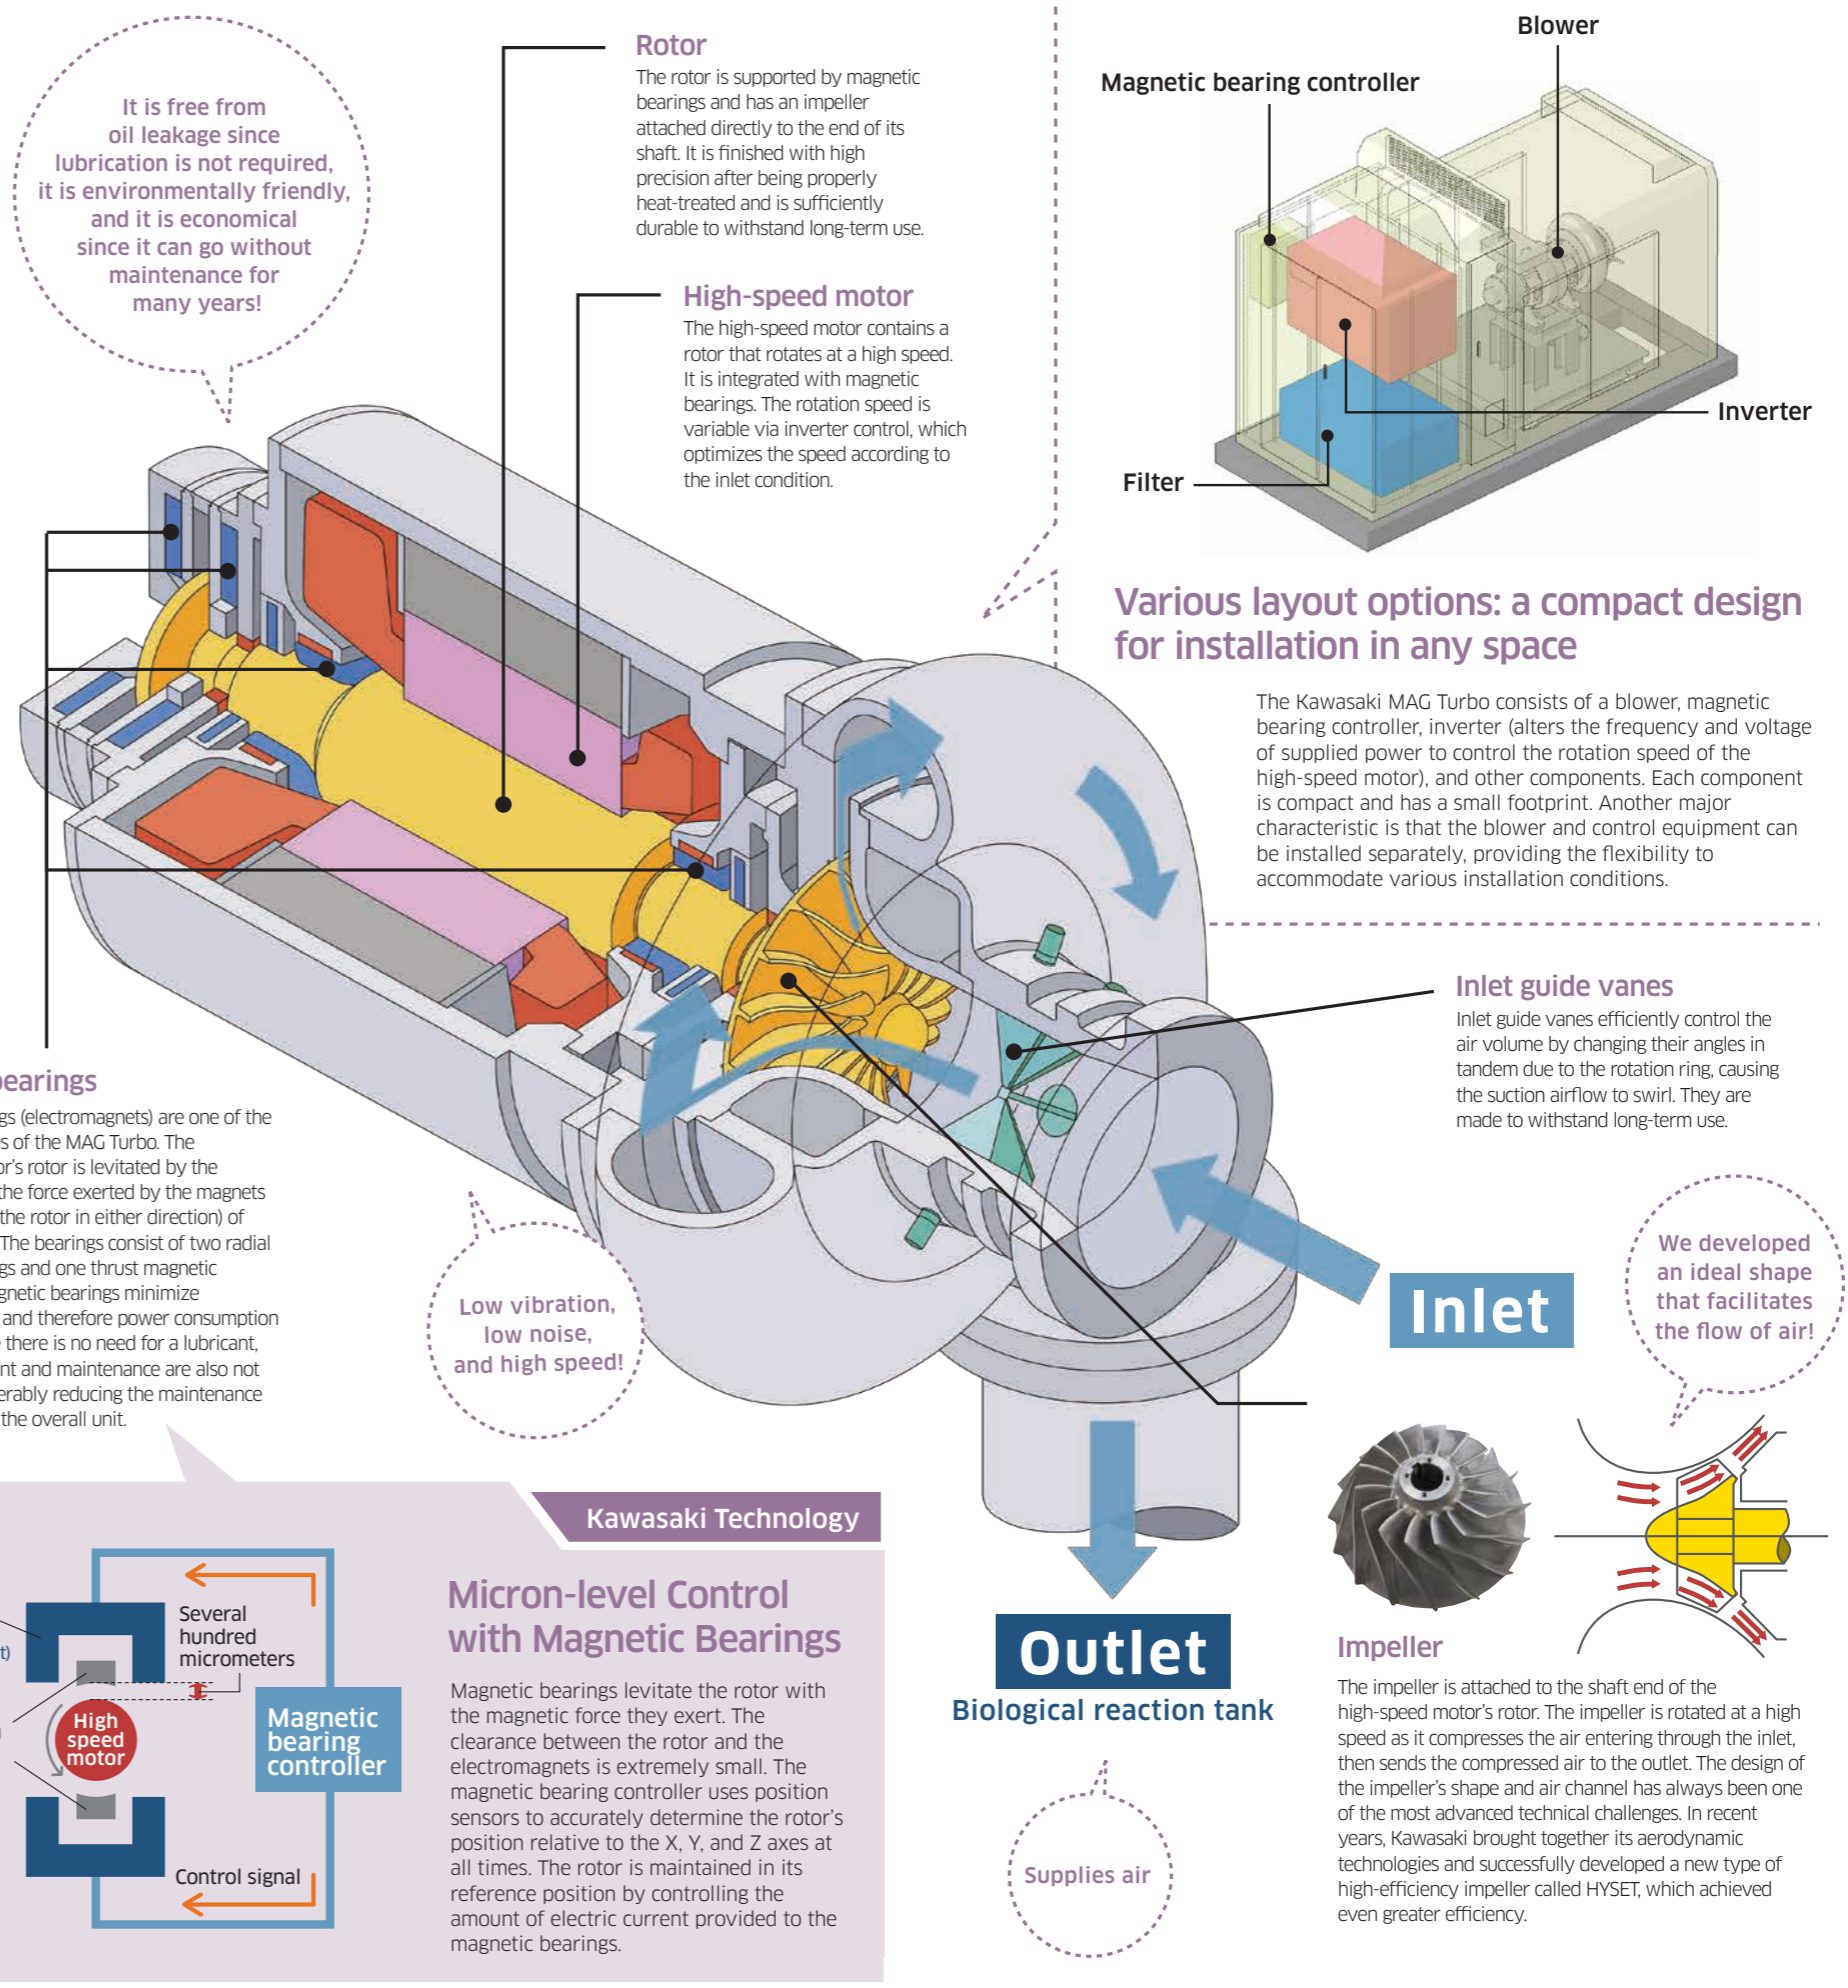 It is free from
oil leakage since
lubrication is not required,
it is environmentally friendly,
and it is economical
since it can go without
maintenance for
many years!
Rotor
The rotor is supported by magnetic
bearings and has an impeller
attached directly to the end of its
shaft. It is finished with high
precision after being properly
heat-treated and is sufficiently
durable to withstand long-term use.
High-speed motor
The high-speed motor contains a
rotor that rotates at a high speed.
It is integrated with magnetic
bearings. The rotation speed is
variable via inverter control, which
optimizes the speed according to
the inlet condition.
Blower
Magnetic bearing controller
Inverter
Filter
Various layout options: a compact design
for installation in any space
The Kawasaki MAG Turbo consists of a blower, magnetic
bearing controller, inverter (alters the frequency and voltage
of supplied power to control the rotation speed of the
high-speed motor), and other components. Each component
is compact and has a small footprint. Another major
characteristic is that the blower and control equipment can
be installed separately, providing the flexibility to
accommodate various installation conditions.
Inlet guide vanes
Inlet guide vanes efficiently control the
air volume by changing their angles in
tandem due to the rotation ring, causing
the suction airflow to swirl. They are
made to withstand long-term use.
bearings
(electromagnets) are one of the
of the MAG Turbo. The
rotor is levitated by the
the force exerted by the magnets
the rotor in either direction) of
The bearings consist of two radial
and one thrust magnetic
bearings minimize
and therefore power consumption
there is no need for a lubricant,
and maintenance are also not
reducing the maintenance
the overall unit.
Low vibration,
low noise,
and high speed!
Inlet
We developed
an ideal shape
that facilitates
the flow of air!
Kawasaki Technology
Micron-level Control
with Magnetic Bearings
Magnetic bearings levitate the rotor with
the magnetic force they exert. The
clearance between the rotor and the
electromagnets is extremely small. The
magnetic bearing controller uses position
sensors to accurately determine the rotor's
position relative to the X, Y, and Z axes at
all times. The rotor is maintained in its
reference position by controlling the
amount of electric current provided to the
magnetic bearings.
Several
hundred
micrometers
High
speed
motor
Magnetic
bearing
controller
Control signal
Outlet
Biological reaction tank
Supplies air
Impeller
The impeller is attached to the shaft end of the
high-speed motor's rotor. The impeller is rotated at a high
speed as it compresses the air entering through the inlet,
then sends the compressed air to the outlet. The design of
the impeller's shape and air channel has always been one
of the most advanced technical challenges. In recent
years, Kawasaki brought together its aerodynamic
technologies and successfully developed a new type of
high-efficiency impeller called HYSET, which achieved
even greater efficiency.